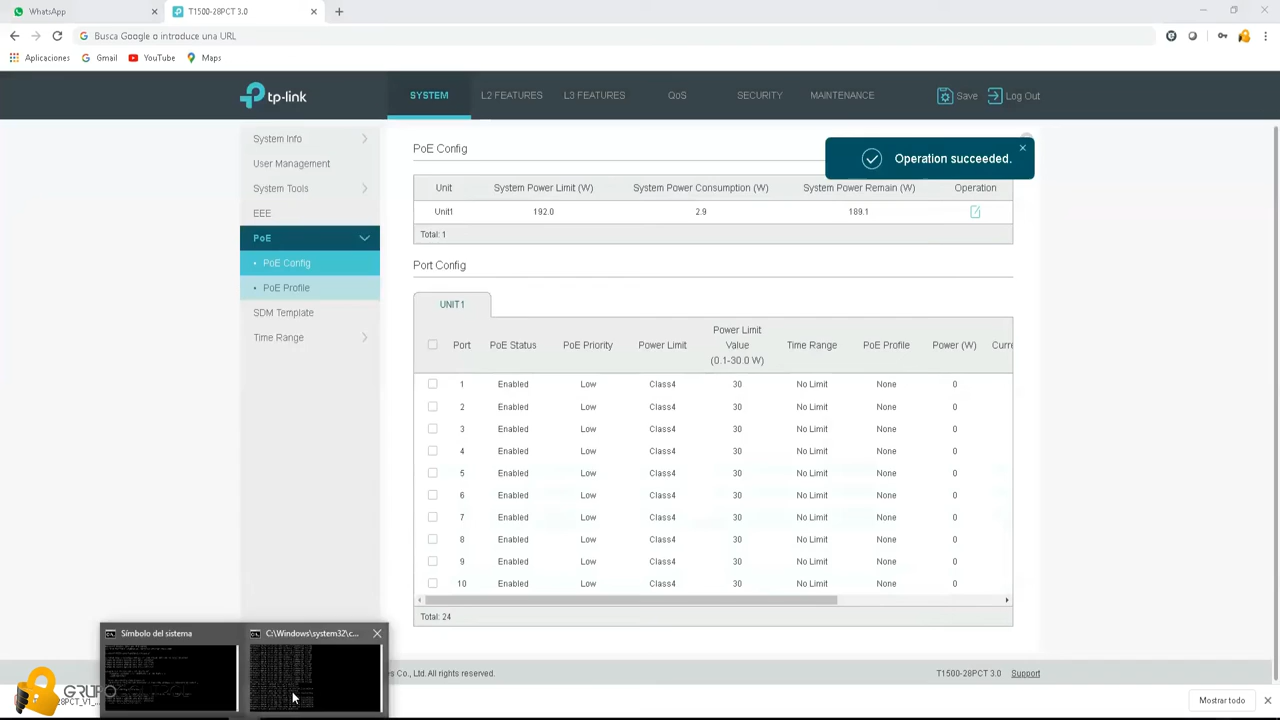 WhatsApp
T1500-28PCT 3.0
Busca Google o introduce una URL
Aplicaciones
Gmail
YouTube
Maps
tp-link
SYSTEM
L2 FEATURES
L3 FEATURES
QoS
SECURITY
MAINTENANCE
Save
Log Out
System Info
User Management
System Tools
EEE
PoE
PoE Config
PoE Profile
SDM Template
Time Range
PoE Config
Operation succeeded.
Unit System Power Limit (W) System Power Consumption (W) System Power Remain (W) Operation
Unit1 192.0 2.9 189.1
Total: 1
Port Config
UNIT1
Port PoE Status PoE Priority Power Limit Power Limit Value (0.1-30.0 W) Time Range PoE Profile Power (W) Curre
1 Enabled Low Class4 30 No Limit None 0
2 Enabled Low Class4 30 No Limit None 0
3 Enabled Low Class4 30 No Limit None 0
4 Enabled Low Class4 30 No Limit None 0
5 Enabled Low Class4 30 No Limit None 0
6 Enabled Low Class4 30 No Limit None 0
7 Enabled Low Class4 30 No Limit None 0
8 Enabled Low Class4 30 No Limit None 0
9 Enabled Low Class4 30 No Limit None 0
10 Enabled Low Class4 30 No Limit None 0
Total: 24
Símbolo del sistema
C:\Windows\system32\c...
Support
GRUPO
Mostrar todo